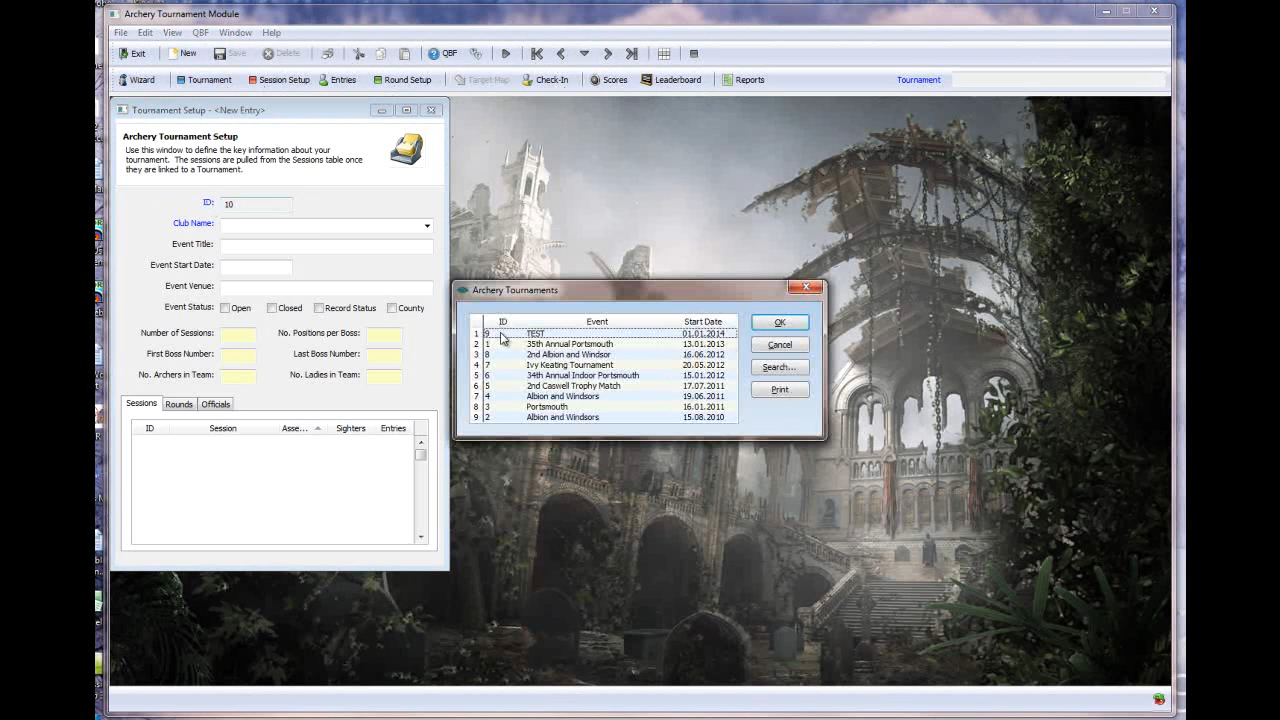 Archery Tournament Module
File Edit View QBF Window Help
Exit New Save Delete QBF
Wizard Tournament Session Setup Entries Round Setup Target Map Check-In Scores Leaderboard Reports Tournament
Tournament Setup - <New Entry>
Archery Tournament Setup
Use this window to define the key information about your
tournament. The sessions are pulled from the Sessions table once
they are linked to a Tournament.
ID: 10
Club Name:
Event Title:
Event Start Date:
Event Venue:
Event Status: Open Closed Record Status County
Number of Sessions: No. Positions per Boss:
First Boss Number: Last Boss Number:
No. Archers in Team: No. Ladies in Team:
Sessions Rounds Officials
ID Session Asse... Sighters Entries
Archery Tournaments
ID Event Start Date
1 9 TEST 01.01.2014
2 1 35th Annual Portsmouth 13.01.2013
3 8 2nd Albion and Windsor 16.06.2012
4 7 Ivy Keating Tournament 20.05.2012
5 6 34th Annual Indoor Portsmouth 15.01.2012
6 5 2nd Caswell Trophy Match 17.07.2011
7 4 Albion and Windsors 19.06.2011
8 3 Portsmouth 16.01.2011
9 2 Albion and Windsors 15.08.2010
OK
Cancel
Search...
Print